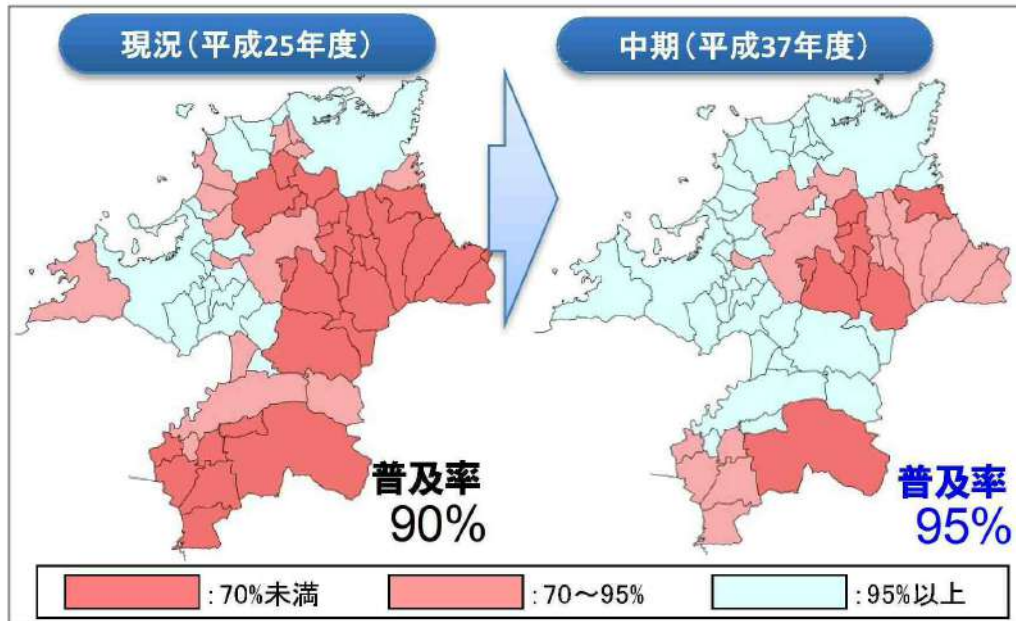 現況(平成25年度)
中期(平成37年度)
普及率
90%
普及率
95%
:70%未満
:70～95%
:95%以上